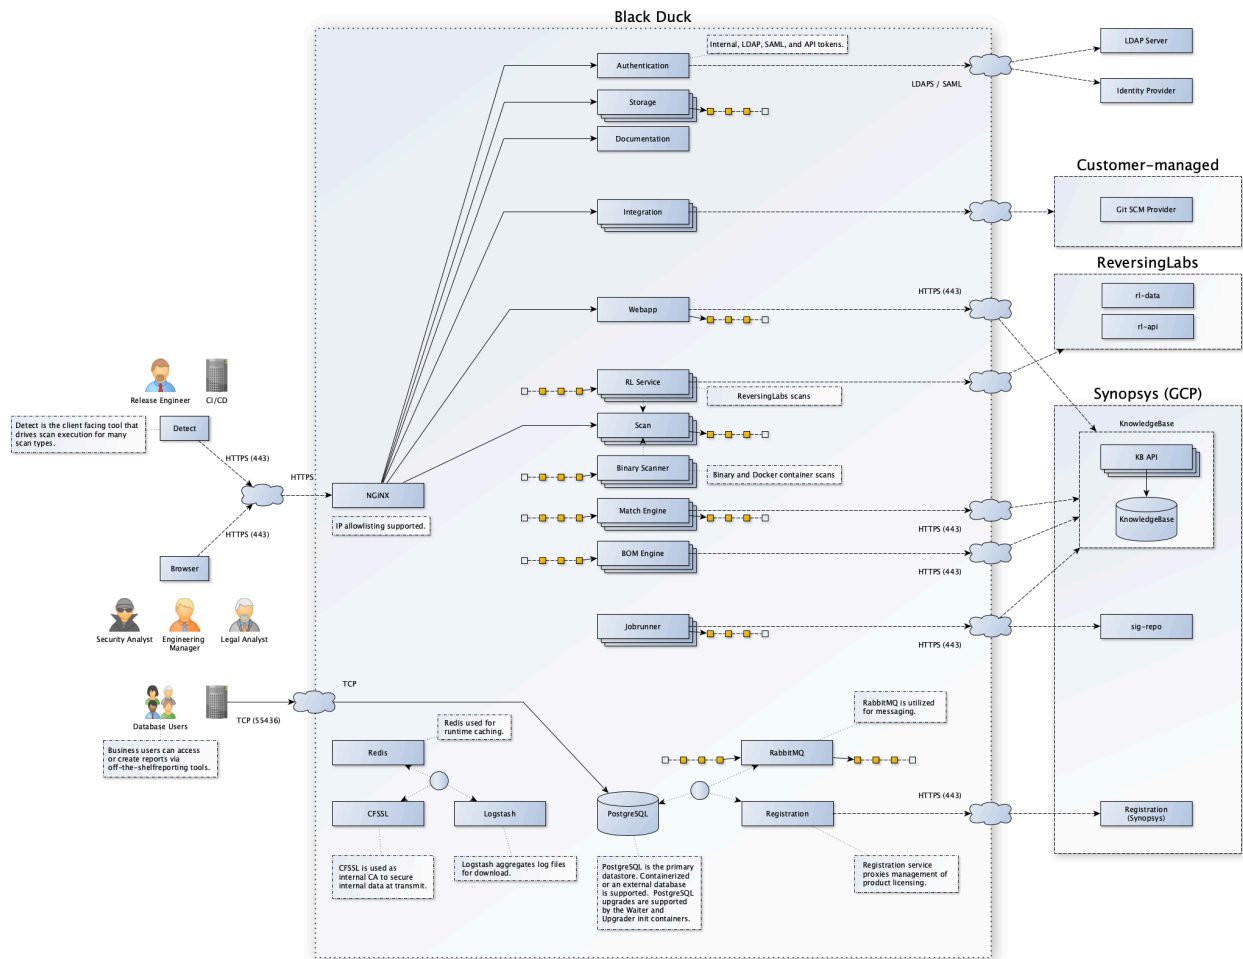 Black Duck
Internal, LDAP, SAML, and API tokens.
Authentication
LDAPS / SAML
LDAP Server
Identity Provider
Storage
Documentation
Customer-managed
Integration
Git SCM Provider
ReversingLabs
HTTPS (443)
Webapp
rl-data
rl-api
RL Service
ReversingLabs scans
Release Engineer
CI/CD
Synopsys (GCP)
Detect is the client facing tool that
drives scan execution for many
scan types.
Detect
Scan
KnowledgeBase
KB API
HTTPS (443)
HTTPS
Binary Scanner
Binary and Docker container scans
NGiNX
IP allowlisting supported.
Match Engine
HTTPS (443)
KnowledgeBase
HTTPS (443)
BOM Engine
HTTPS (443)
Browser
Security Analyst
Engineering
Manager
Legal Analyst
Jobrunner
HTTPS (443)
sig-repo
TCP
TCP (55436)
Database Users
Business users can access
or create reports via
off-the-shelfreporting tools.
Redis used for
runtime caching.
Redis
RabbitMQ is utilized
for messaging.
RabbitMQ
CFSSL
Logstash
PostgreSQL
Registration
HTTPS (443)
Registration
(Synopsys)
CFSSL is used as
internal CA to secure
internal data at transmit.
Logstash aggregates log files
for download.
PostgreSQL is the primary
datastore. Containerized
or an external database
is supported. PostgreSQL
upgrades are supported
by the Waiter and
Upgrader init containers.
Registration service
proxies management of
product licensing.